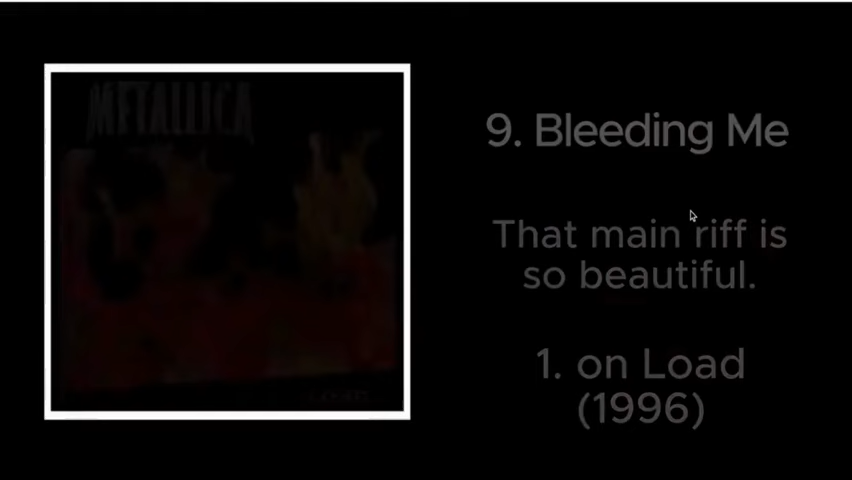 METALLICA
9. Bleeding Me
That main riff is
so beautiful.
1. on Load
(1996)